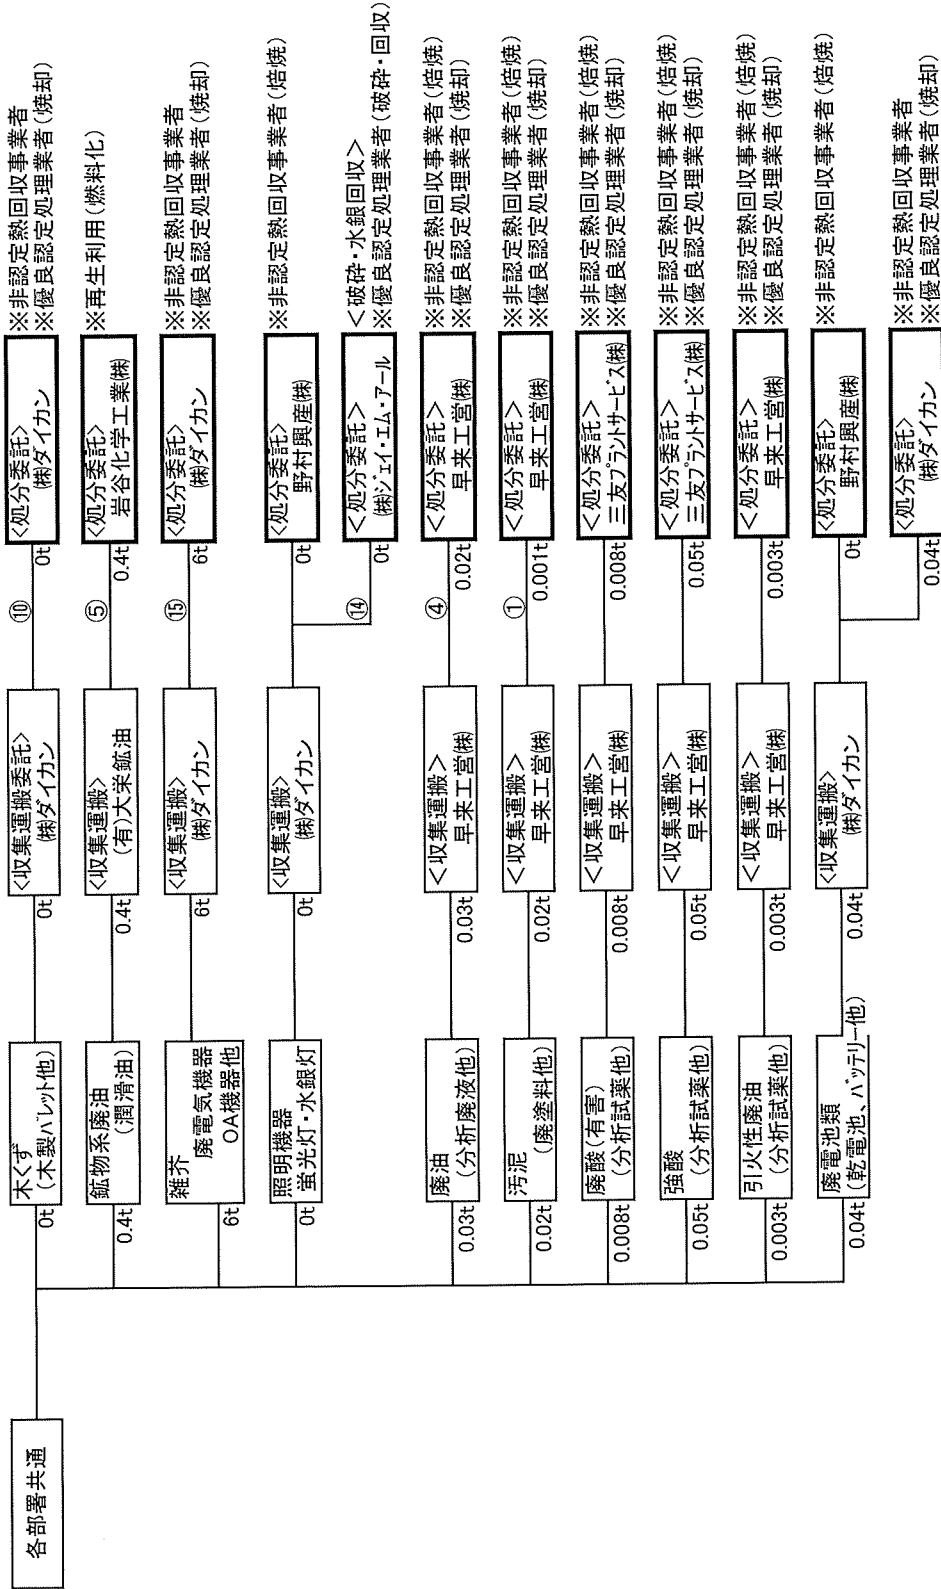 各部署共通
木くず
(木製パレット他)
0t
<収集運搬委託>
(株)ダイカン
0t
⑩
<処分委託>
(株)ダイカン
0t
※非認定熱回収事業者
※優良認定処理業者(焼却)
鉱物系廃油
(潤滑油)
0.4t
<収集運搬>
(有)大栄鉱油
0.4t
⑤
<処分委託>
岩谷化学工業(株)
0.4t
※再生利用(燃料化)
雑芥
廃電気機器
OA機器他
6t
<収集運搬>
(株)ダイカン
6t
⑮
<処分委託>
(株)ダイカン
6t
※非認定熱回収事業者
※優良認定処理業者(焼却)
照明機器
蛍光灯・水銀灯
0t
<収集運搬>
(株)ダイカン
0t
<処分委託>
野村興産(株)
0t
※非認定熱回収事業者(焙焼)
⑭
<処分委託>
(株)ジェイ・エム・アール
0t
<破砕・水銀回収>
※優良認定処理業者(破砕・回収)
廃油
(分析廃液他)
0.03t
<収集運搬>
早来工営(株)
0.03t
④
<処分委託>
早来工営(株)
0.02t
※非認定熱回収事業者(焙焼)
※優良認定処理業者(焼却)
汚泥
(廃塗料他)
0.02t
<収集運搬>
早来工営(株)
0.02t
①
<処分委託>
早来工営(株)
0.001t
※非認定熱回収事業者(焙焼)
※優良認定処理業者(焼却)
廃酸(有害)
(分析試薬他)
0.008t
<収集運搬>
早来工営(株)
0.008t
<処分委託>
三友プラントサービス(株)
0.008t
※非認定熱回収事業者(焙焼)
※優良認定処理業者(焼却)
強酸
(分析試薬他)
0.05t
<収集運搬>
早来工営(株)
0.05t
<処分委託>
三友プラントサービス(株)
0.05t
※非認定熱回収事業者(焙焼)
※優良認定処理業者(焼却)
引火性廃油
(分析試薬他)
0.003t
<収集運搬>
早来工営(株)
0.003t
<処分委託>
早来工営(株)
0.003t
※非認定熱回収事業者(焙焼)
※優良認定処理業者(焼却)
廃電池類
(乾電池、バッテリー他)
0.04t
<収集運搬>
(株)ダイカン
0.04t
<処分委託>
野村興産(株)
0t
※非認定熱回収事業者(焙焼)
<処分委託>
(株)ダイカン
0.04t
※非認定熱回収事業者
※優良認定処理業者(焼却)